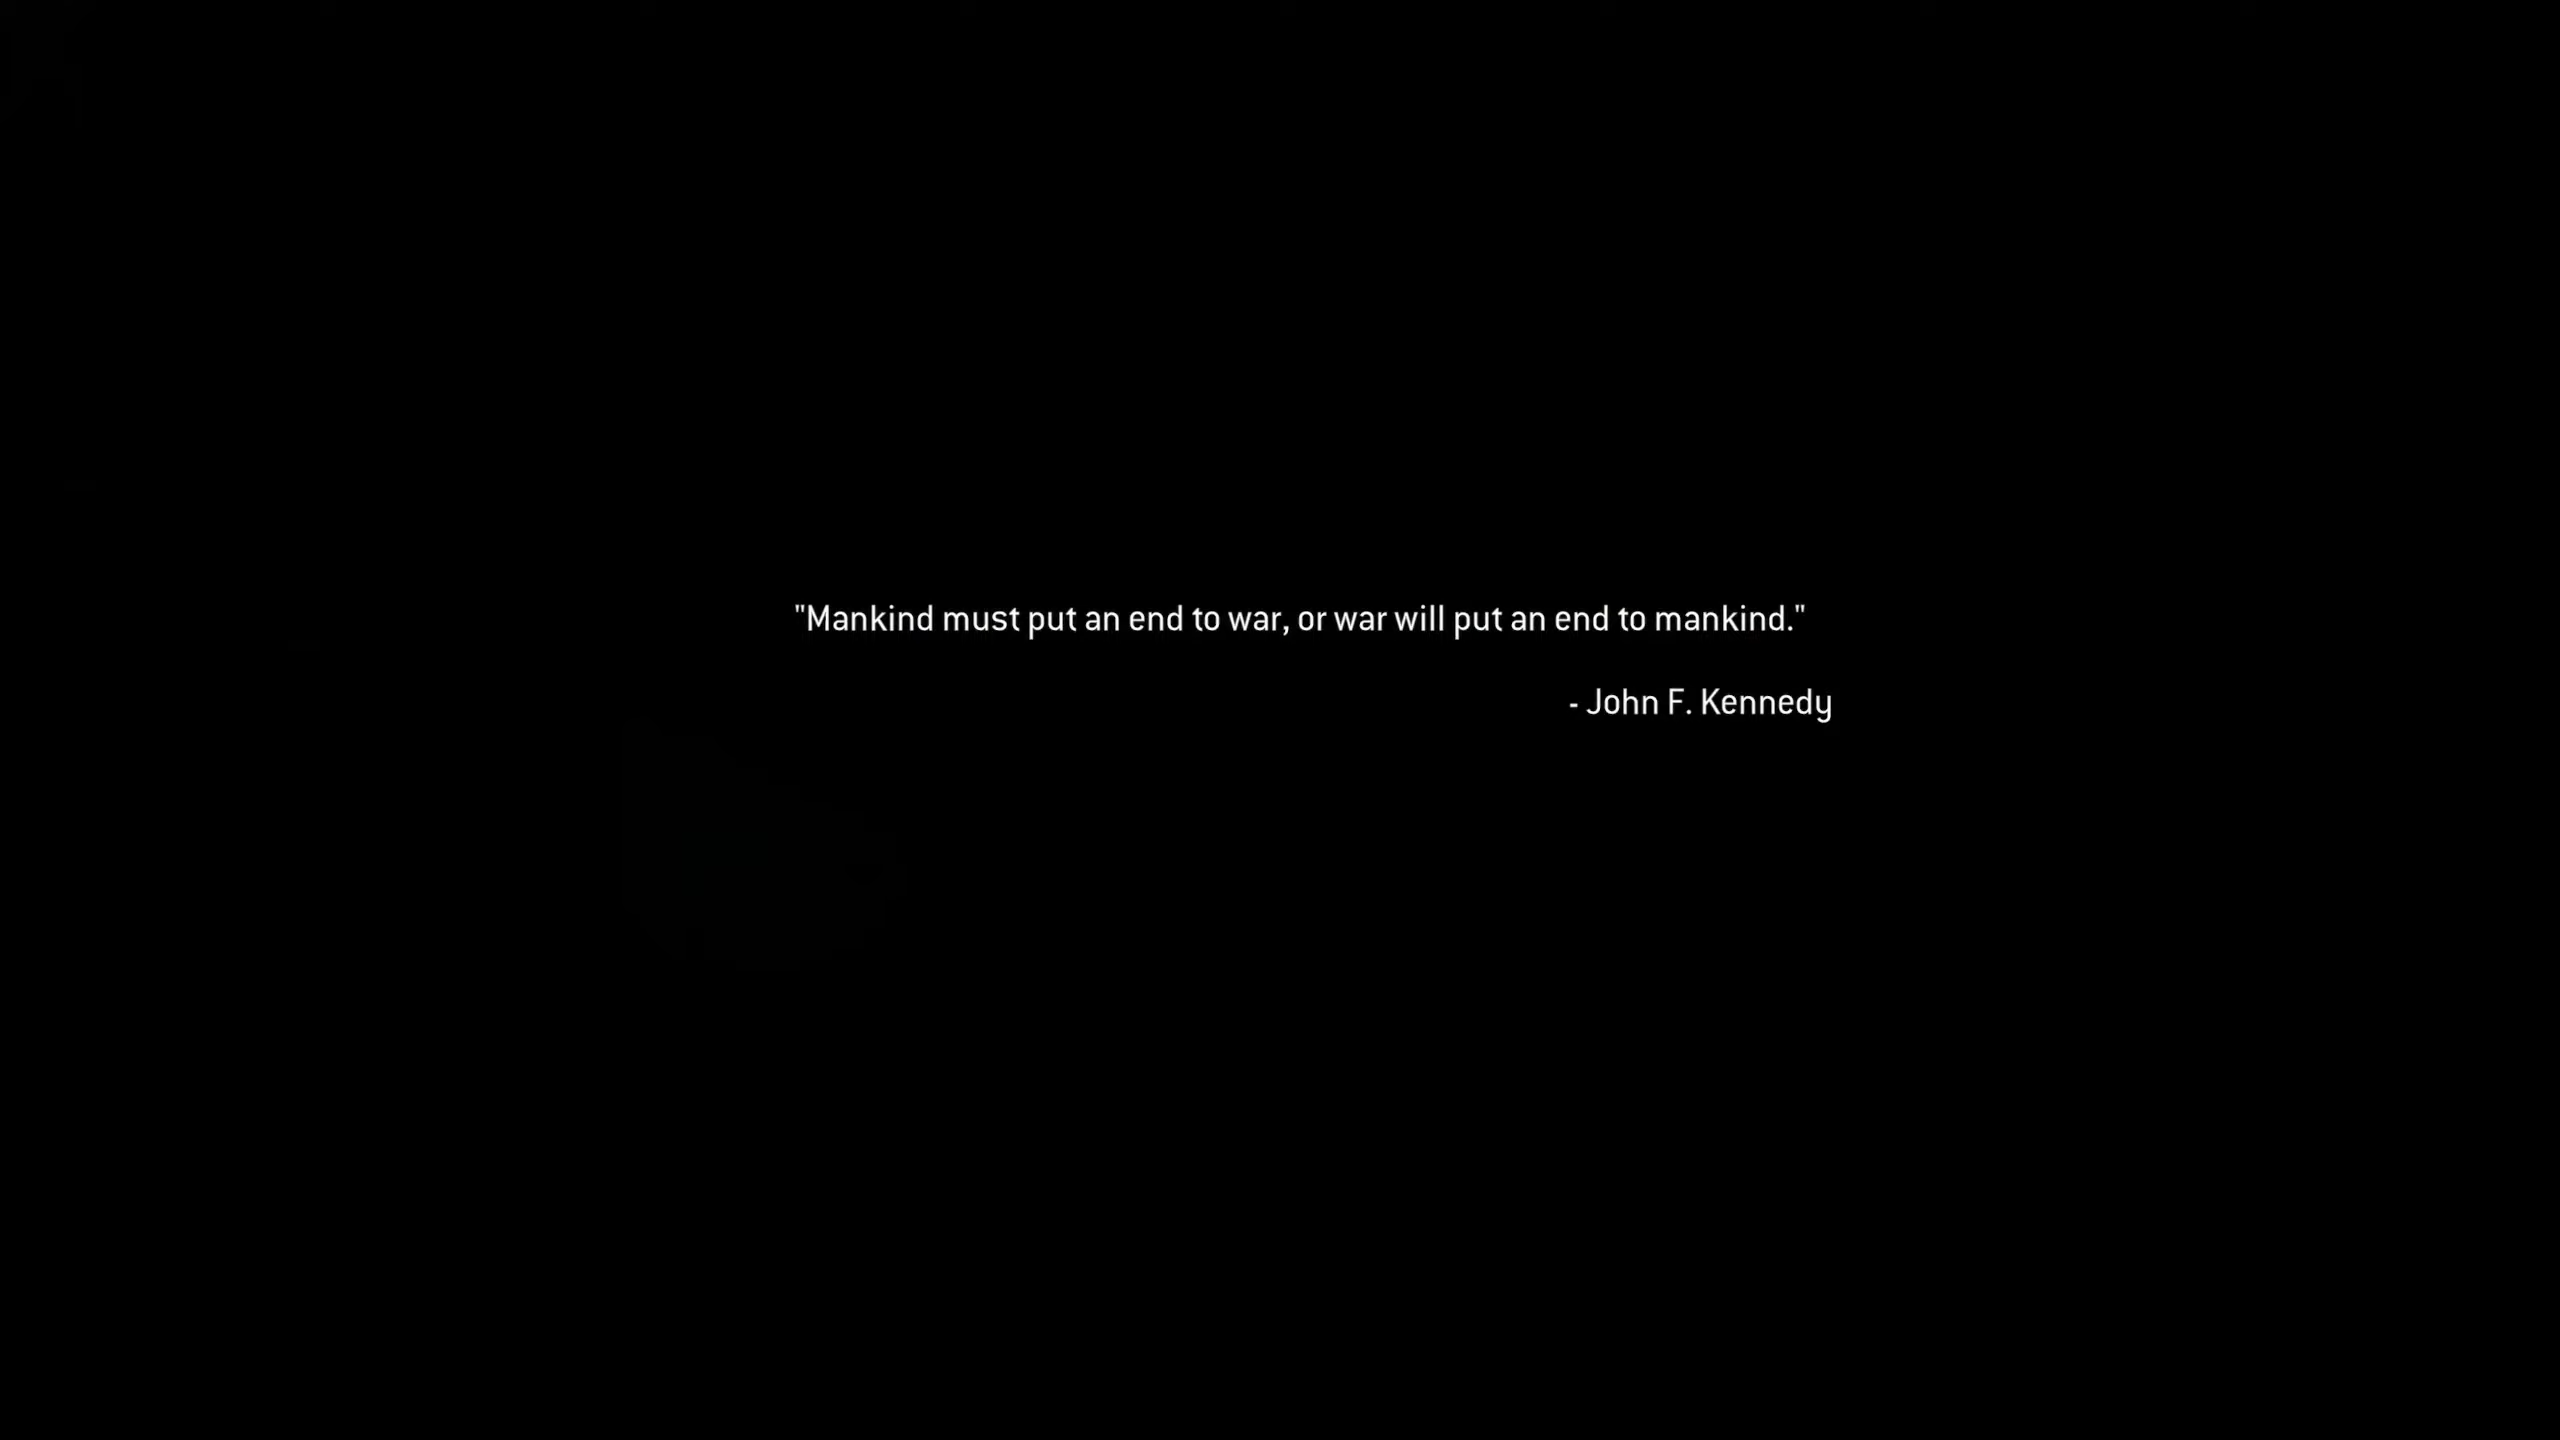 "Mankind must put an end to war, or war will put an end to mankind."
- John F. Kennedy